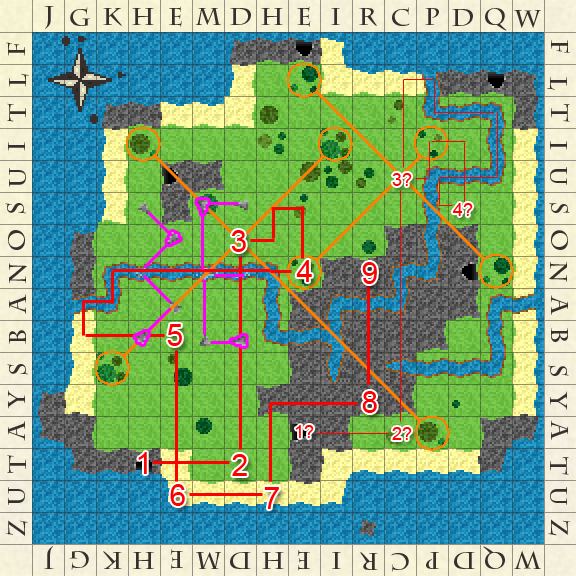 J G K H E M D H E I R C P D Q W
F F
L L
T T
I I
U U
S S
O O
N N
A A
B B
S S
Y Y
A A
T T
U U
Z Z
3?
4?
3
4
9
5
8
1?
2?
1
2
6
7
J G K H E M D H E I R C P D Q W